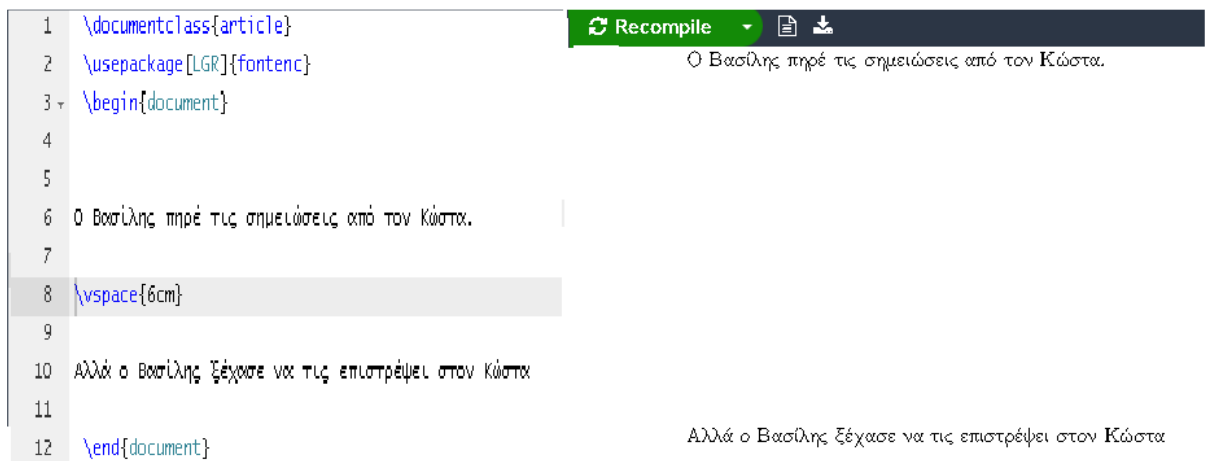 1 \documentclass{article}
2 \usepackage[LGR]{fontenc}
3 \begin{document}
4
5
6 Ο Βασίλης πηρέ τις σημειώσεις από τον Κώστα.
7
8 \vspace{6cm}
9
10 Αλλά ο Βασίλης ξέχασε να τις επιστρέψει στον Κώστα
11
12 \end{document}
Recompile
Ο Βασίλης πηρέ τις σημειώσεις από τον Κώστα.
Αλλά ο Βασίλης ξέχασε να τις επιστρέψει στον Κώστα